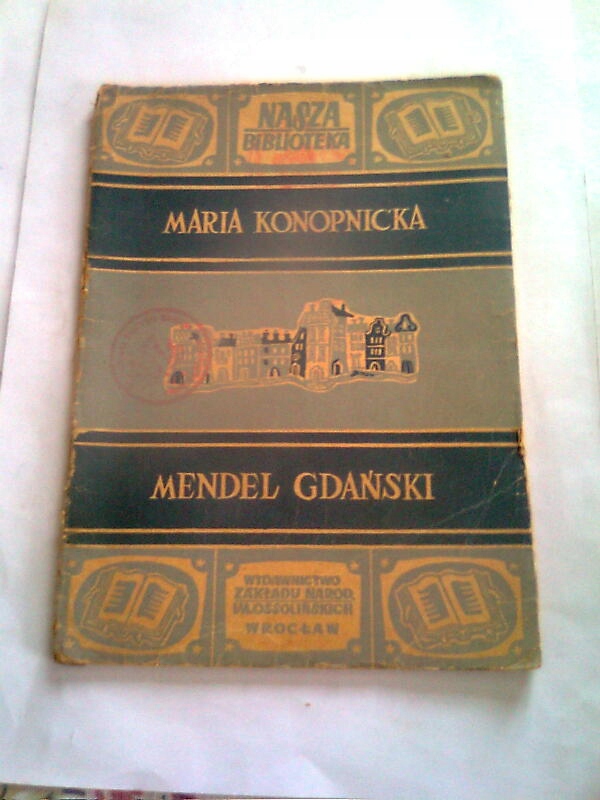 NASZA
BIBLIOTEKA
MARIA KONOPNICKA
MENDEL GDAŃSKI
WYDAWNICTWO
ZAKŁADU NAROD.
IM. OSSOLIŃSKICH
WROCŁAW